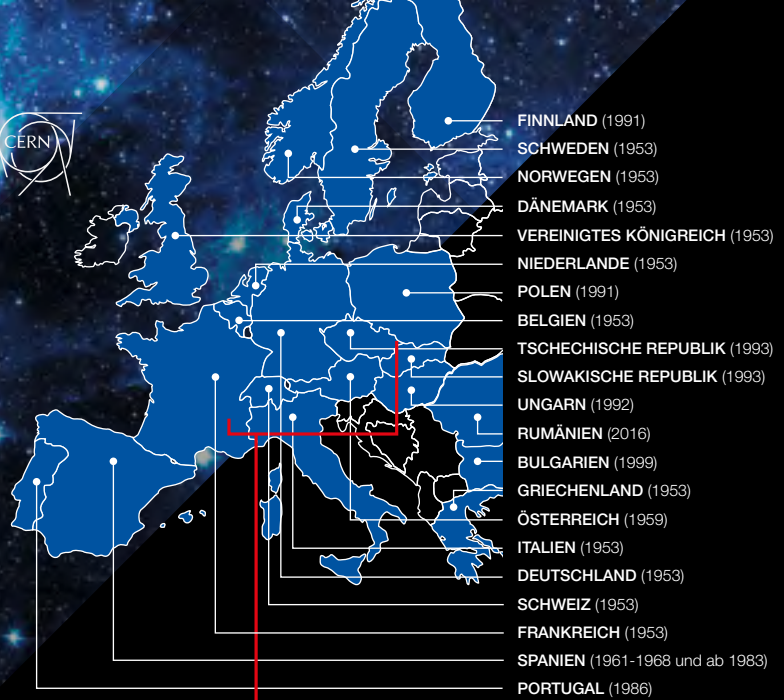 CERN
FINNLAND (1991)
SCHWEDEN (1953)
NORWEGEN (1953)
DÄNEMARK (1953)
VEREINIGTES KÖNIGREICH (1953)
NIEDERLANDE (1953)
POLEN (1991)
BELGIEN (1953)
TSCHECHISCHE REPUBLIK (1993)
SLOWAKISCHE REPUBLIK (1993)
UNGARN (1992)
RUMÄNIEN (2016)
BULGARIEN (1999)
GRIECHENLAND (1953)
ÖSTERREICH (1959)
ITALIEN (1953)
DEUTSCHLAND (1953)
SCHWEIZ (1953)
FRANKREICH (1953)
SPANIEN (1961-1968 und ab 1983)
PORTUGAL (1986)